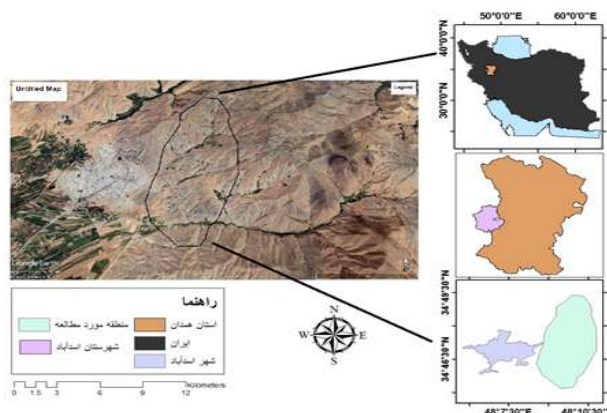 50°0'0"E 60°0'0"E
40°0'0"N
30°0'0"N
Untitled Map
Legend
Google Earth
راهنما
منطقه مورد مطالعه استان همدان
شهرستان اسدآباد ایران
شهر اسدآباد
N
W E
S
Kilometers
0 1.5 3 6 9 12
34°49'30"N
34°46'30"N
48°7'30"E 48°10'30"E